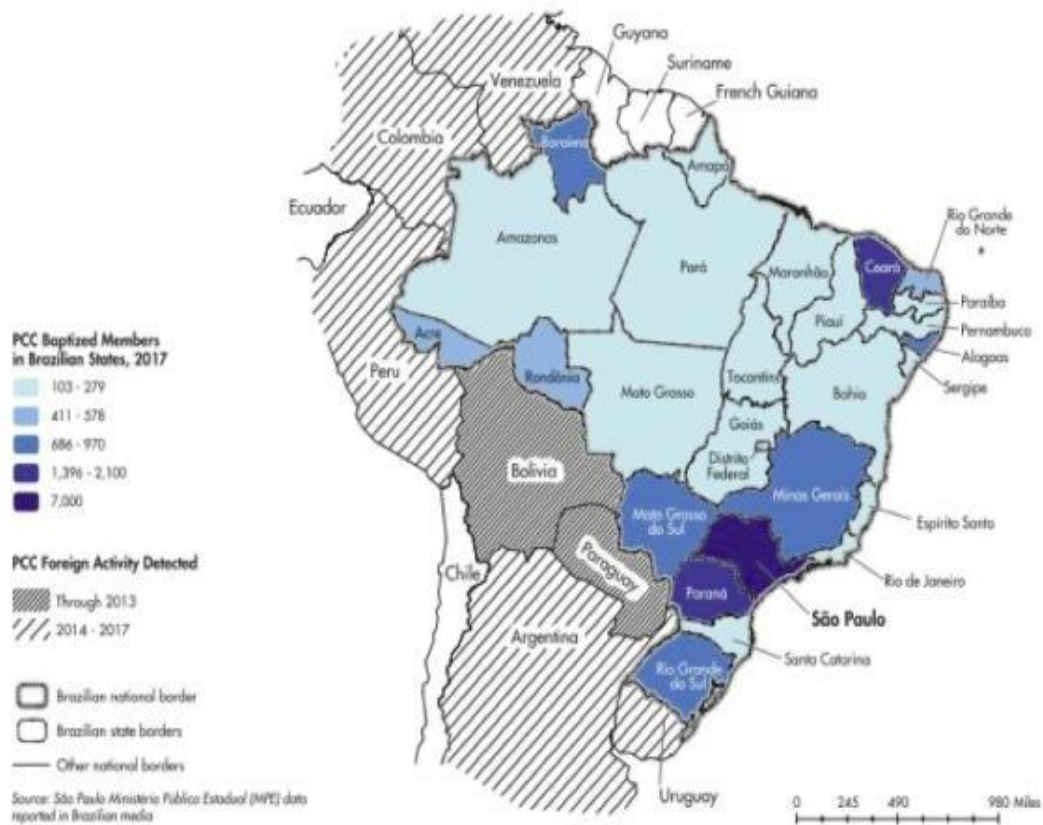 Guyana
Suriname
French Guiana
Venezuela
Colombia
Roraima
Amapá
Ecuador
Rio Grande
do Norte
*
Amazonas
Pará
Maranhão
Ceará
Paraíba
Piauí
Pernambuco
Alagoas
Sergipe
Acre
Rondônia
Peru
Mato Grosso
Tocantins
Bahia
Goiás
Distrito
Federal
Bolivia
Minas Gerais
Mato Grosso
do Sul
Espírito Santo
Paraguay
Chile
Rio de Janeiro
Paraná
São Paulo
Argentina
Santa Catarina
Rio Grande
do Sul
Uruguay
PCC Baptized Members
in Brazilian States, 2017
103 - 279
411 - 578
686 - 970
1,396 - 2,100
7,000
PCC Foreign Activity Detected
Through 2013
2014 - 2017
Brazilian national border
Brazilian state borders
Other national borders
Source: São Paulo Ministério Público Estadual (MPE) data
reported in Brazilian media
0 245 490 980 Miles